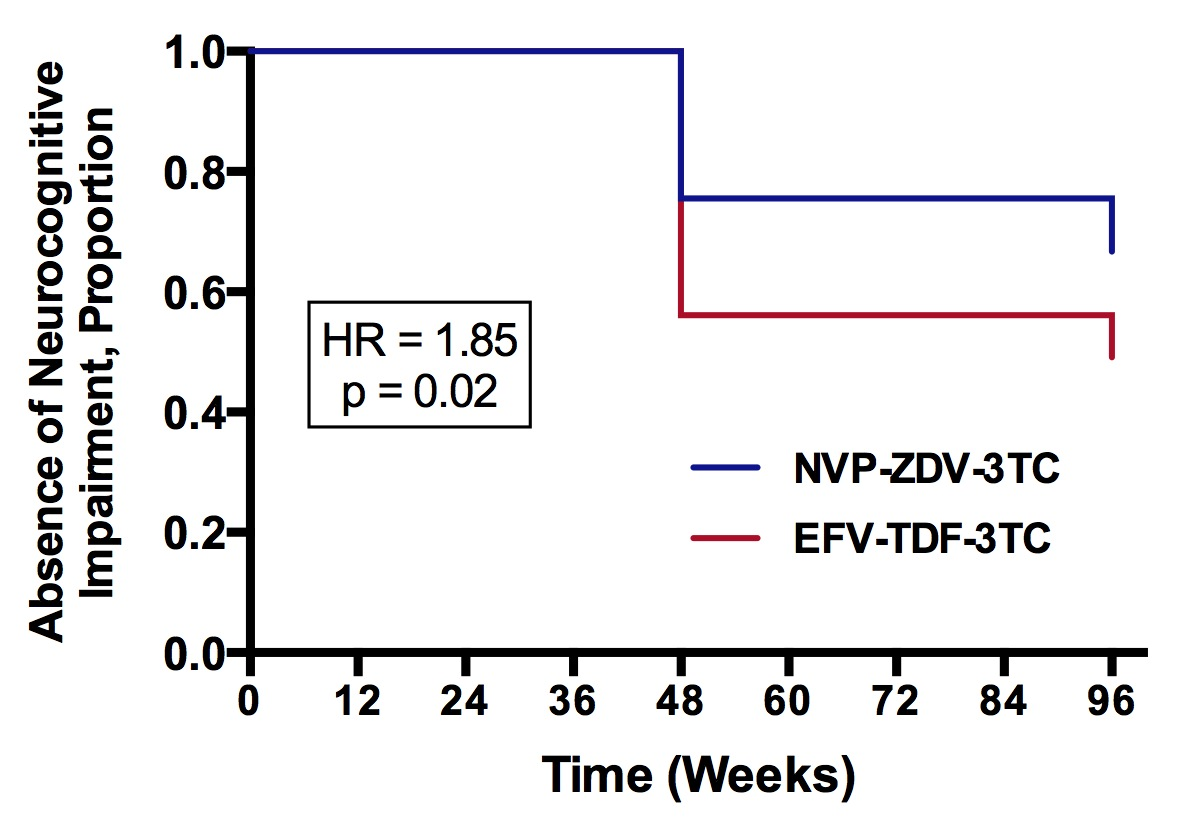 Absence of Neurocognitive
Impairment, Proportion
1.0
0.8
0.6
0.4
0.2
0.0
HR = 1.85
p = 0.02
NVP-ZDV-3TC
EFV-TDF-3TC
0 12 24 36 48 60 72 84 96
Time (Weeks)